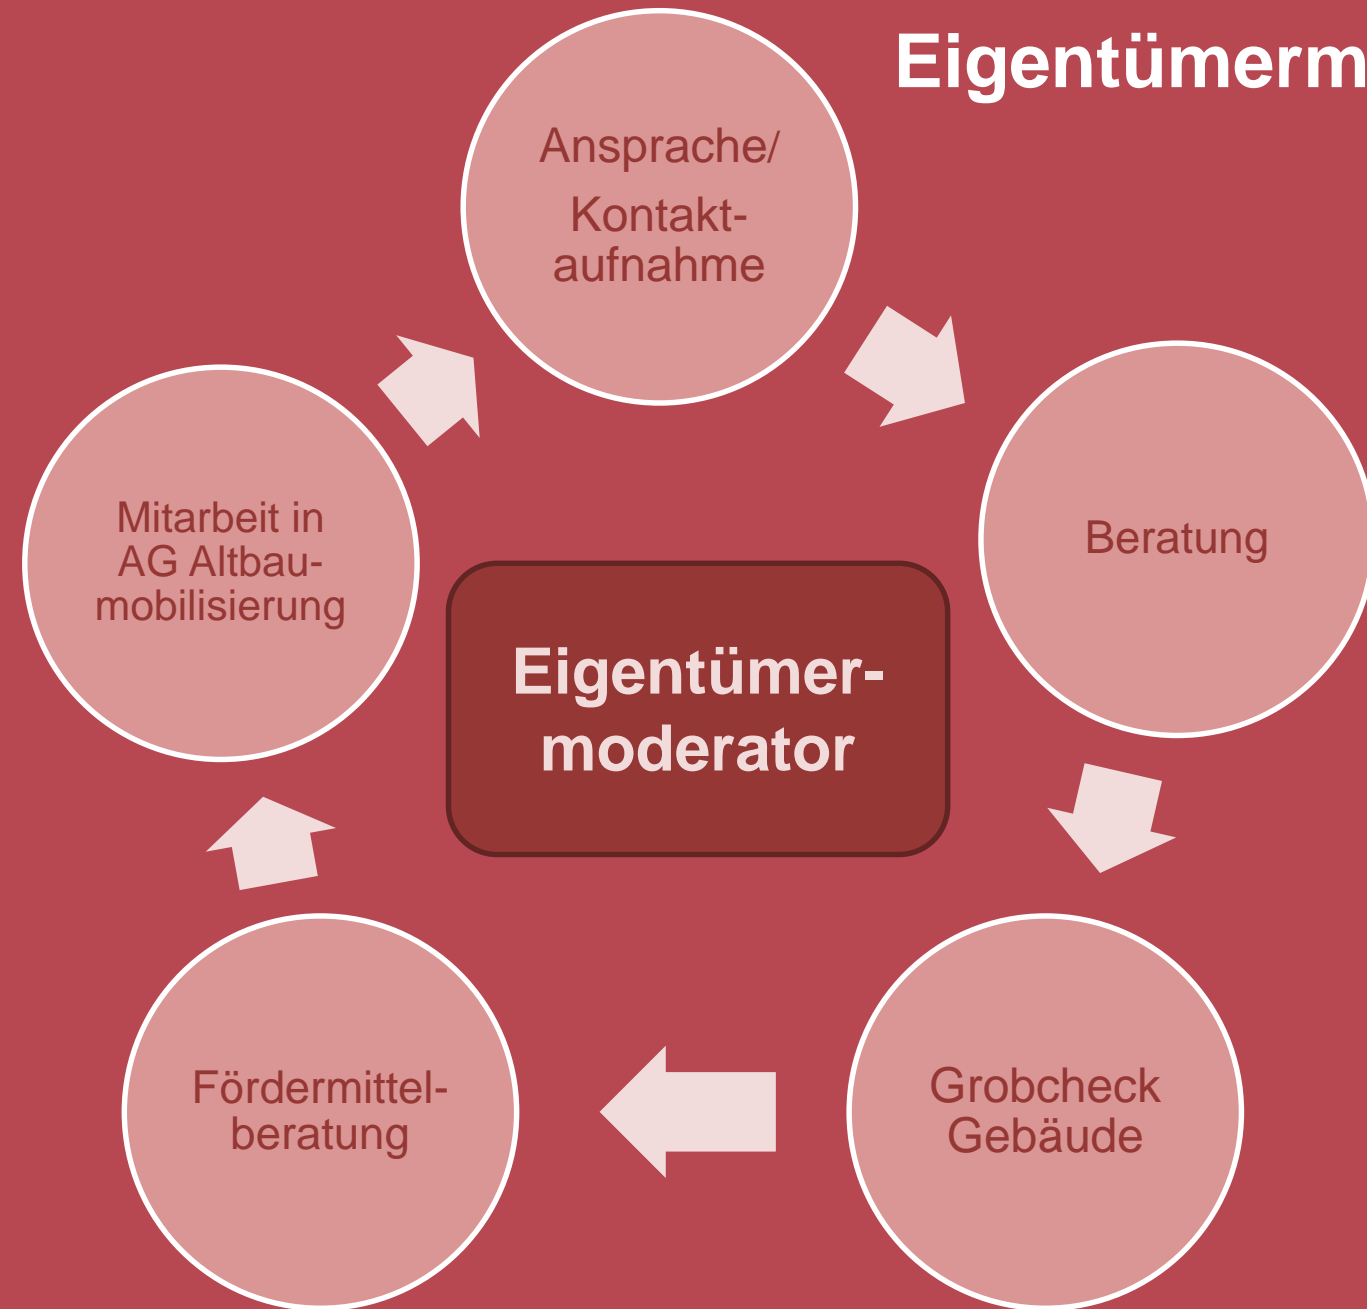 Eigentümerm
Ansprache/
Kontakt-
aufnahme
Beratung
Grobcheck
Gebäude
Fördermittel-
beratung
Mitarbeit in
AG Altbau-
mobilisierung
Eigentümer-
moderator